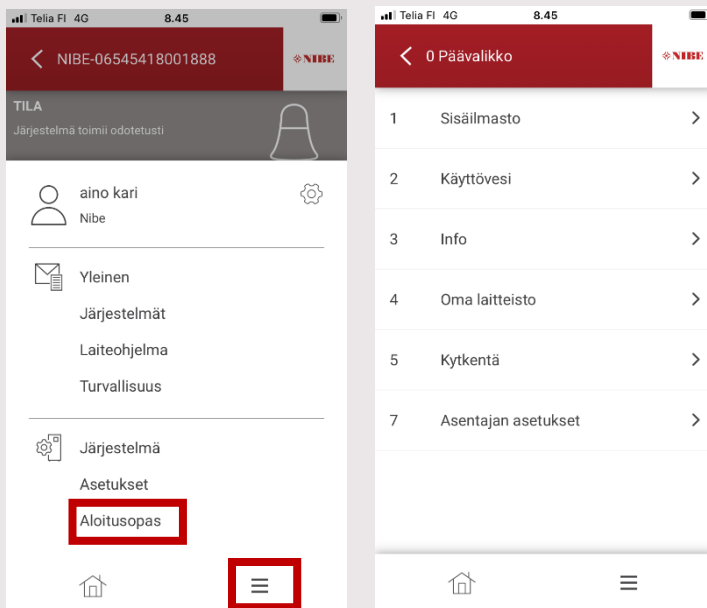 Telia FI 4G 8.45
NIBE-06545418001888
NIBE
TILA
Järjestelmä toimii odotetusti
aino kari
Nibe
Yleinen
Järjestelmät
Laiteohjelma
Turvallisuus
Järjestelmä
Asetukset
Aloitusopas
Telia FI 4G 8.45
0 Päävalikko
NIBE
1 Sisäilmasto
2 Käyttövesi
3 Info
4 Oma laitteisto
5 Kytkentä
7 Asentajan asetukset